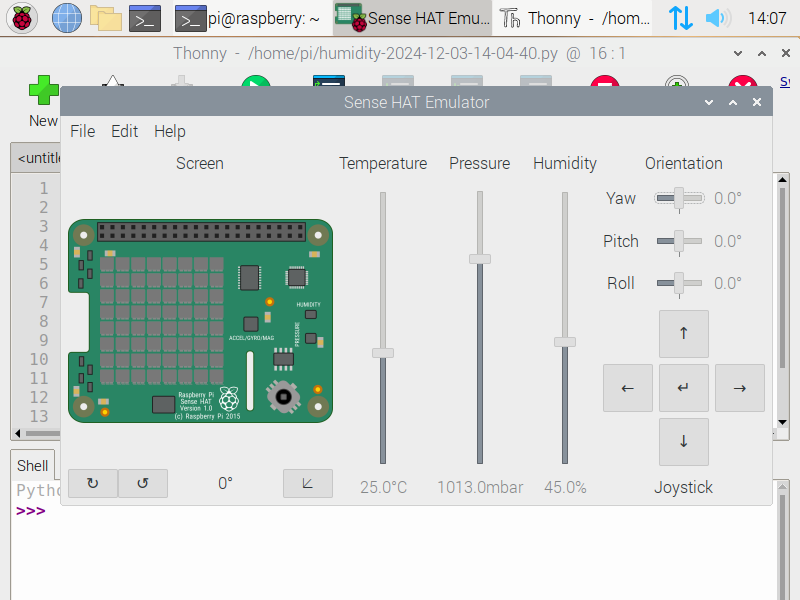 pi@raspberry: ~
Sense HAT Emu...
Thonny - /hom...
14:07
Thonny - /home/pi/humidity-2024-12-03-14-04-40.py @ 16 : 1
New
Sense HAT Emulator
File Edit Help
Screen Temperature Pressure Humidity Orientation
<untitle
1
2
3
4
5
6
7
8
9
10
11
12
13
Yaw 0.0°
Pitch 0.0°
Roll 0.0°
HUMIDITY
PRESSURE
ACCEL/GYRO/MAG
Raspberry Pi
Sense HAT
Version 1.0
(c) Raspberry Pi 2015
↑
← ↵ →
↓
↻ ↺ 0° 25.0°C 1013.0mbar 45.0% Joystick
Shell
Pytho
>>>